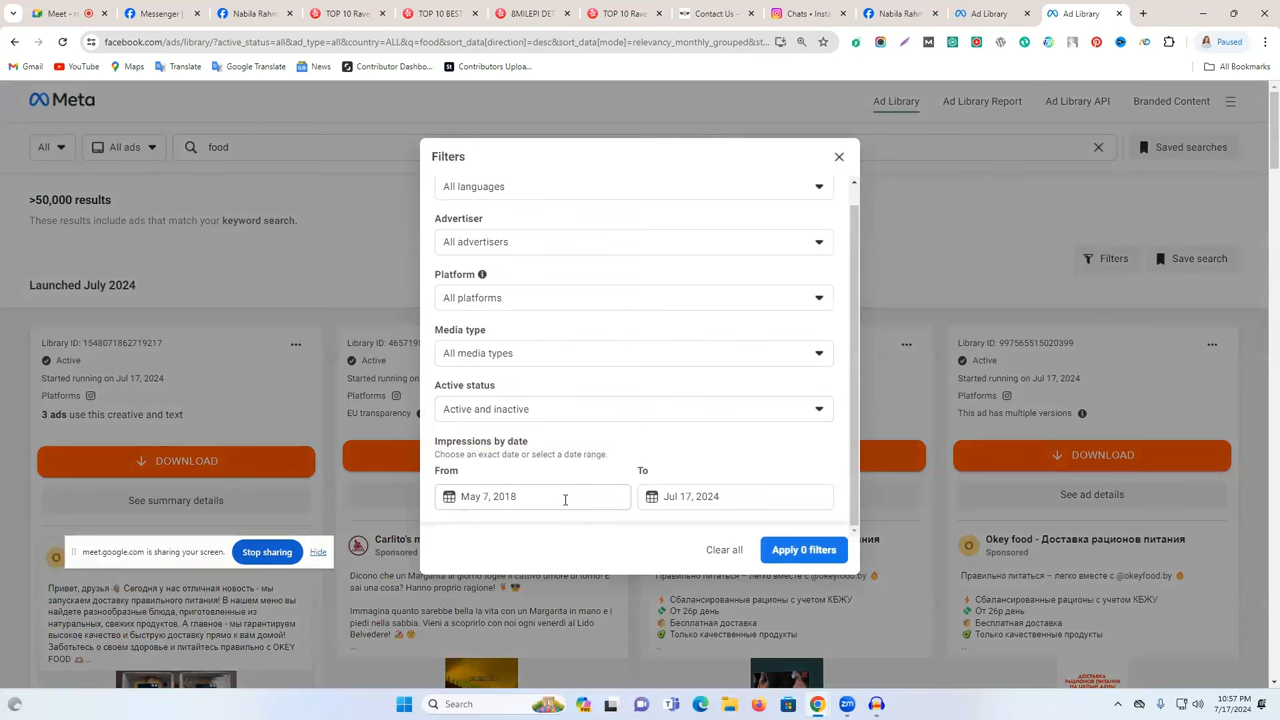 Messenger
Facebook
Nabila Rahm
TOP 10 Rav
8MILEPI DET
TOP 10 Rave
Contact Us
Instagram •
Nabila Rahm
Ad Library
Ad Library
facebook.com/ads/library/?active_status=all&ad_type=all&country=ALL&q=food&sort_data[direction]=desc&sort_data[mode]=relevancy_monthly_grouped&st...
Paused
Gmail
YouTube
Maps
Translate
Google Translate
News
Contributor Dashbo...
Contributors Uploa...
All Bookmarks
Meta
Ad Library
Ad Library Report
Ad Library API
Branded Content
All
All ads
food
Saved searches
>50,000 results
These results include ads that match your keyword search.
Filters
Save search
Launched July 2024
Filters
All languages
Advertiser
All advertisers
Platform
All platforms
Media type
All media types
Active status
Active and inactive
Impressions by date
Choose an exact date or select a date range.
From
To
May 7, 2018
Jul 17, 2024
Clear all
Apply 0 filters
Library ID: 1548071862719217
Active
Started running on Jul 17, 2024
Platforms
3 ads use this creative and text
DOWNLOAD
See summary details
Library ID: 465719
Active
Started running on Ju
Platforms
EU transparency
Library ID: 997565515020399
Active
Started running on Jul 17, 2024
Platforms
This ad has multiple versions
DOWNLOAD
See ad details
meet.google.com is sharing your screen.
Stop sharing
Hide
Привет, друзья Сегодня у нас отличная новость - мы
запускаем доставку правильного питания! В нашем меню
вы найдете разнообразные блюда, приготовленные из
натуральных, свежих продуктов. А главное - мы гарантируем
высокое качество и быструю доставку прямо к вам домой!
Заботьтесь о своем здоровье и питайтесь правильно с OKEY
FOOD
Carlito's m
Sponsored
Dicono che un Margarita al giorno tolga il cattivo umore di torno! E
sai una cosa? Hanno proprio ragione!
Immagina quanto sarebbe bella la vita con un Margarita in mano e i
piedi nella sabbia. Vieni a scoprirlo con noi ogni venerdì al Lido
Belvedere!
питания
Правильно питаться – легко вместе с @okeyfood.by
Сбалансированные рационы с учетом КБЖУ
От 26р день
Бесплатная доставка
Только качественные продукты
Okey food - Доставка рационов питания
Sponsored
Правильно питаться – легко вместе с @okeyfood.by
Сбалансированные рационы с учетом КБЖУ
От 26р день
Бесплатная доставка
Только качественные продукты
ДОСТАВКА
РАЦИОНОВ ПИТАНИЯ
НА ЦЕЛЫЙ ДЕНЬ!
Search
10:57 PM
7/17/2024